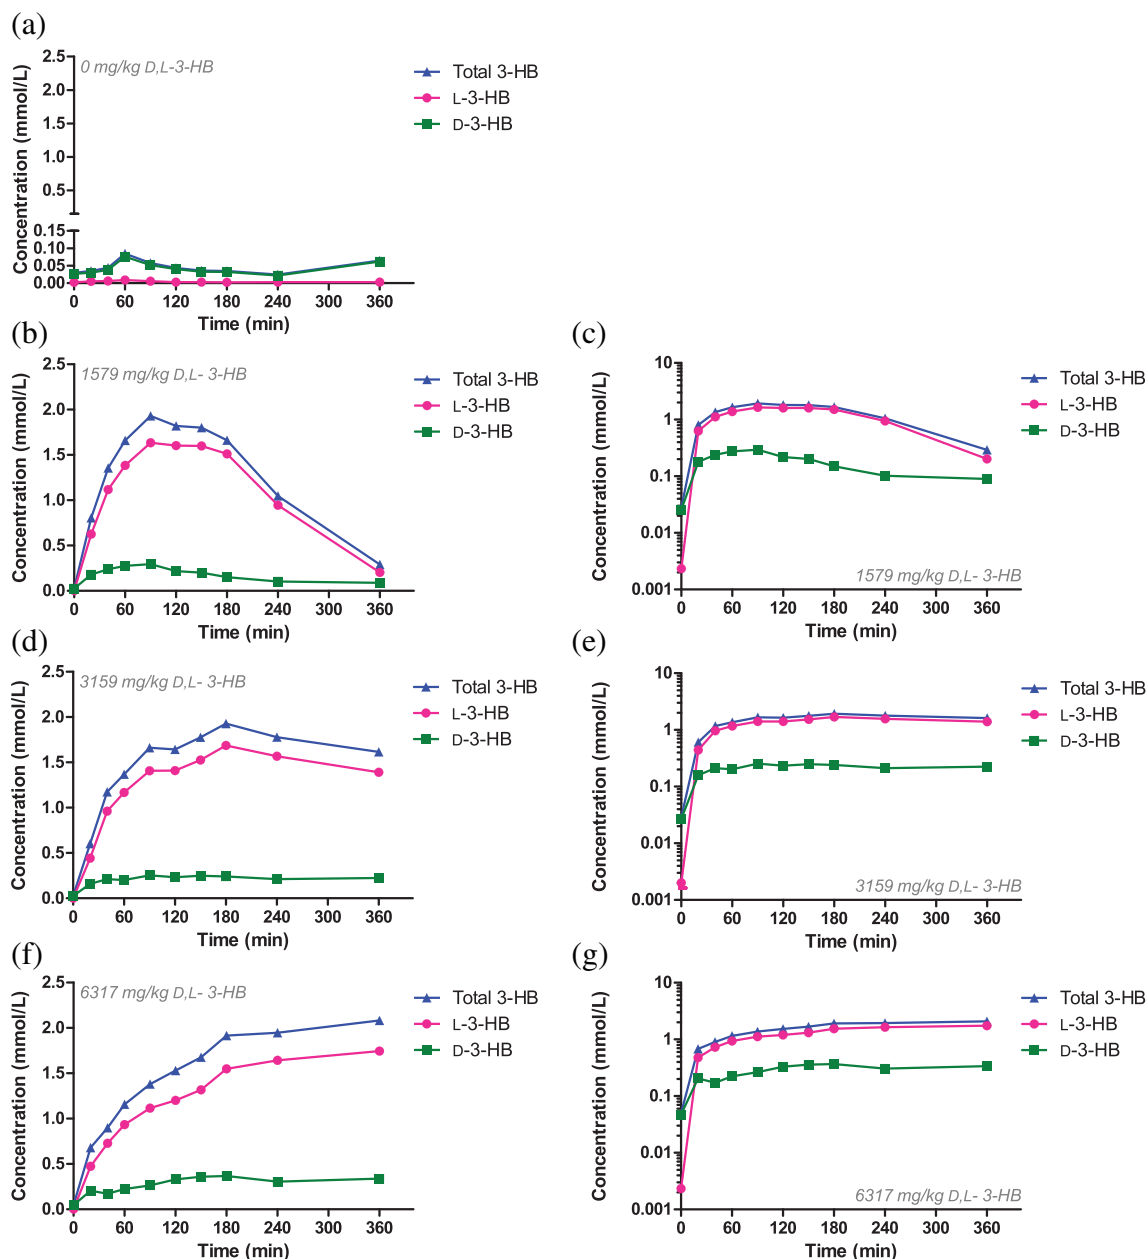 (a)
0 mg/kg D,L-3-HB
Concentration (mmol/L)
2.5
2.0
1.5
1.0
0.5
0.15
0.10
0.05
0.00
0 60 120 180 240 300 360
Time (min)
Total 3-HB
L-3-HB
D-3-HB
(b)
1579 mg/kg D,L- 3-HB
Concentration (mmol/L)
2.5
2.0
1.5
1.0
0.5
0.0
0 60 120 180 240 300 360
Time (min)
Total 3-HB
L-3-HB
D-3-HB
(c)
Concentration (mmol/L)
10
1
0.1
0.01
0.001
1579 mg/kg D,L- 3-HB
0 60 120 180 240 300 360
Time (min)
Total 3-HB
L-3-HB
D-3-HB
(d)
3159 mg/kg D,L- 3-HB
Concentration (mmol/L)
2.5
2.0
1.5
1.0
0.5
0.0
0 60 120 180 240 300 360
Time (min)
Total 3-HB
L-3-HB
D-3-HB
(e)
Concentration (mmol/L)
10
1
0.1
0.01
0.001
3159 mg/kg D,L- 3-HB
0 60 120 180 240 300 360
Time (min)
Total 3-HB
L-3-HB
D-3-HB
(f)
6317 mg/kg D,L- 3-HB
Concentration (mmol/L)
2.5
2.0
1.5
1.0
0.5
0.0
0 60 120 180 240 300 360
Time (min)
Total 3-HB
L-3-HB
D-3-HB
(g)
Concentration (mmol/L)
10
1
0.1
0.01
0.001
6317 mg/kg D,L- 3-HB
0 60 120 180 240 300 360
Time (min)
Total 3-HB
L-3-HB
D-3-HB